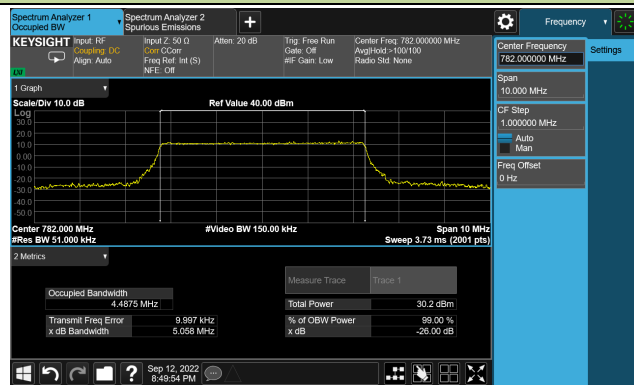 Spectrum Analyzer 1
Occupied BW
Spectrum Analyzer 2
Spurious Emissions
Frequency
KEYSIGHT
Input: RF
Coupling: DC
Align: Auto
Input Z: 50 Ω
Corr CCorr
Freq Ref: Int (S)
NFE: Off
Atten: 20 dB
Trig: Free Run
Gate: Off
#IF Gain: Low
Center Freq: 782.000000 MHz
Avg|Hold:>100/100
Radio Std: None
Center Frequency
782.000000 MHz
Settings
Span
10.000 MHz
CF Step
1.000000 MHz
Auto
Man
Freq Offset
0 Hz
1 Graph
Scale/Div 10.0 dB
Ref Value 40.00 dBm
Log
30.0
20.0
10.0
0.00
-10.0
-20.0
-30.0
-40.0
-50.0
Center 782.000 MHz
#Video BW 150.00 kHz
Span 10 MHz
#Res BW 51.000 kHz
Sweep 3.73 ms (2001 pts)
2 Metrics
Measure Trace
Trace 1
Occupied Bandwidth
4.4875 MHz
Total Power
30.2 dBm
Transmit Freq Error
9.997 kHz
% of OBW Power
99.00 %
x dB Bandwidth
5.058 MHz
x dB
-26.00 dB
Sep 12, 2022
8:49:54 PM